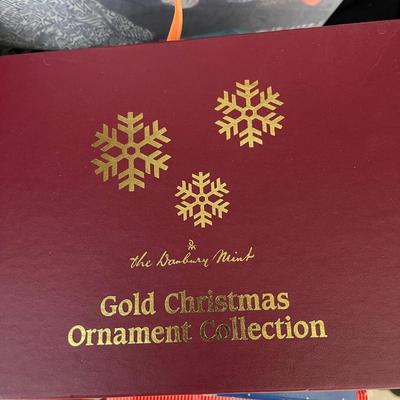 the Danbury Mint
Gold Christmas
Ornament Collection